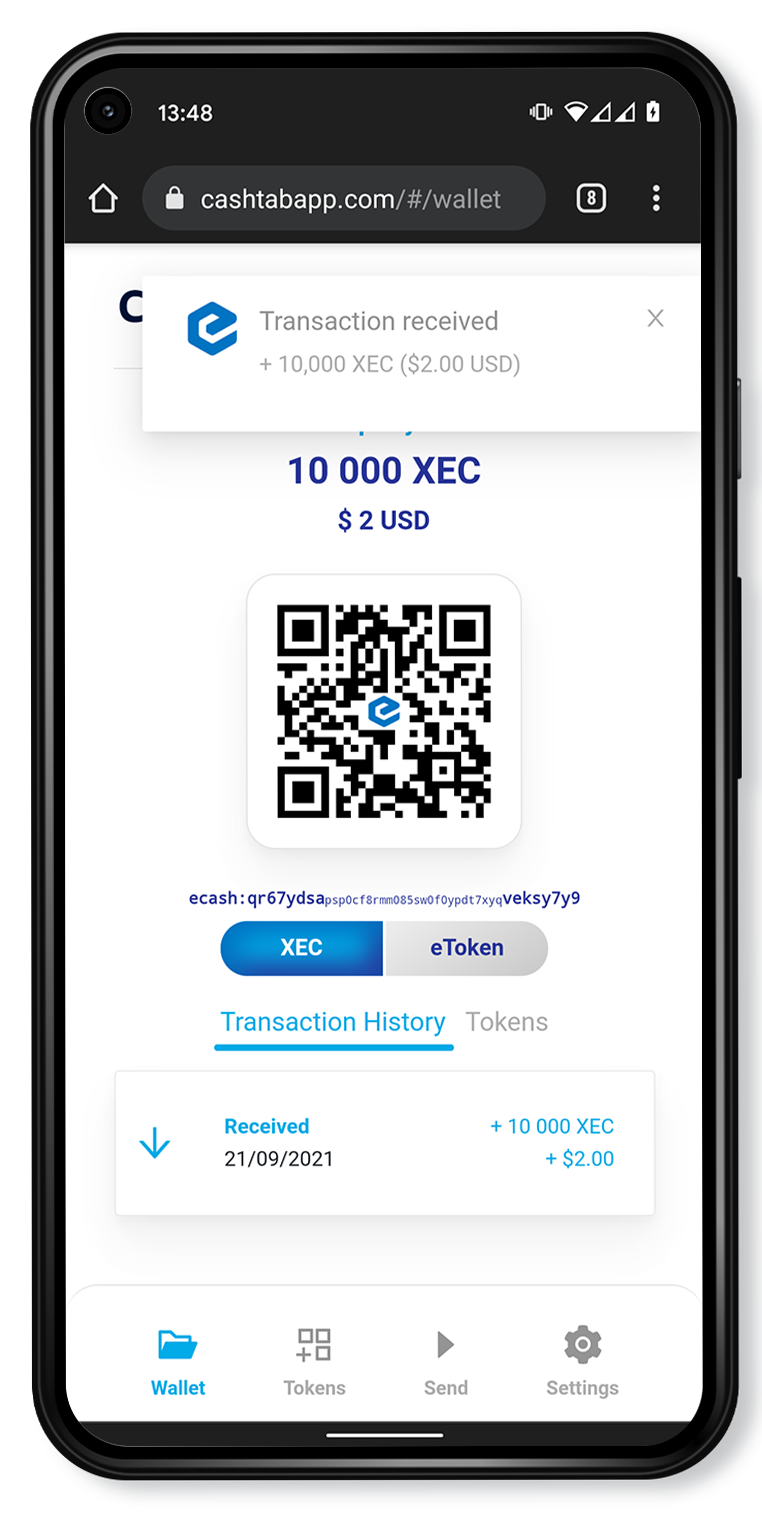 13:48
cashtabapp.com/#/wallet
8
C
Transaction received
+ 10,000 XEC ($2.00 USD)
10 000 XEC
$ 2 USD
ecash:qr67ydsapsp0cf8rmm085sw0f0ypdt7xyqveksy7y9
XEC eToken
Transaction History Tokens
Received + 10 000 XEC
21/09/2021 + $2.00
Wallet Tokens Send Settings